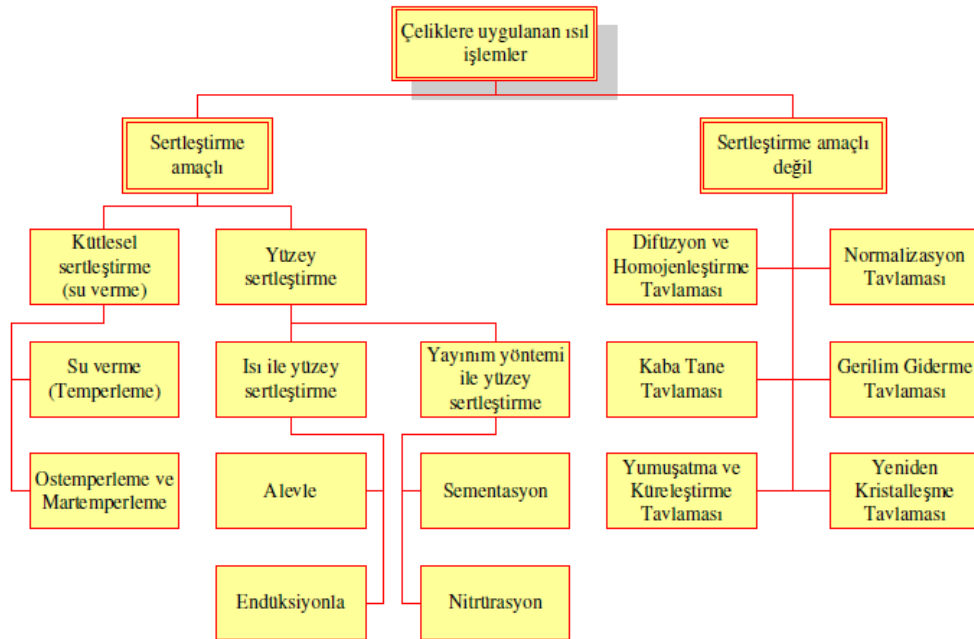 Çeliklere uygulanan ısıl
işlemler
Sertleştirme
amaçlı
Sertleştirme amaçlı
değil
Kütlesel
sertleştirme
(su verme)
Yüzey
sertleştirme
Difüzyon ve
Homojenleştirme
Tavlaması
Normalizasyon
Tavlaması
Su verme
(Temperleme)
Isı ile yüzey
sertleştirme
Yayınım yöntemi
ile yüzey
sertleştirme
Kaba Tane
Tavlaması
Gerilim Giderme
Tavlaması
Ostemperleme ve
Martemperleme
Alevle
Sementasyon
Yumuşatma ve
Küreleştirme
Tavlaması
Yeniden
Kristalleşme
Tavlaması
Endüksiyonla
Nitrürasyon